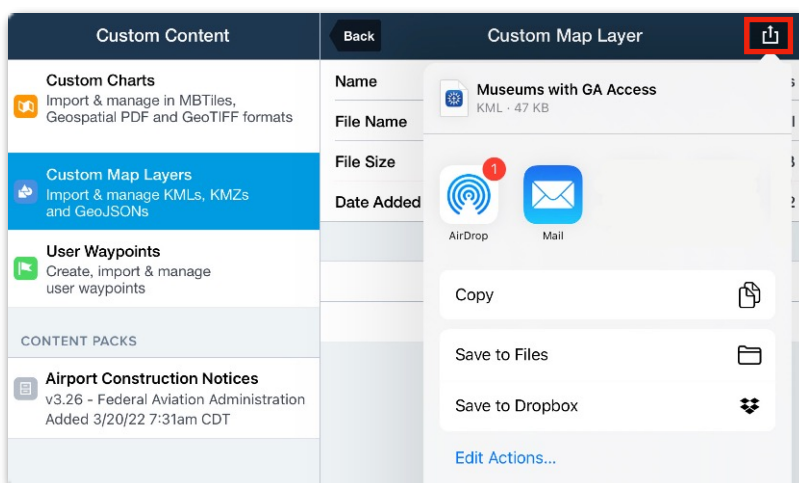 Custom Content
Back
Custom Map Layer
Custom Charts
Import & manage in MBTiles,
Geospatial PDF and GeoTIFF formats
Custom Map Layers
Import & manage KMLs, KMZs
and GeoJSONs
User Waypoints
Create, import & manage
user waypoints
CONTENT PACKS
Airport Construction Notices
v3.26 - Federal Aviation Administration
Added 3/20/22 7:31am CDT
Name
File Name
File Size
Date Added
Museums with GA Access
KML · 47 KB
1
AirDrop
Mail
Copy
Save to Files
Save to Dropbox
Edit Actions...